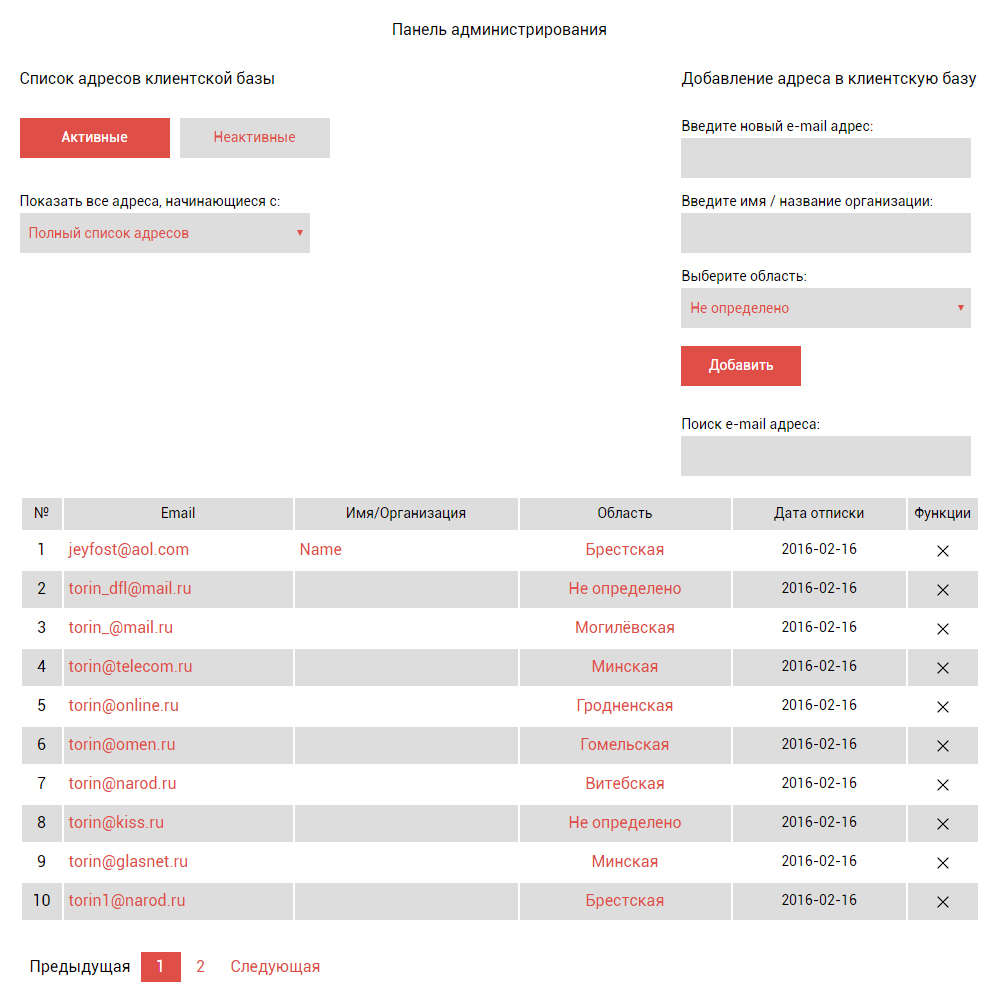 Панель администрирования
Список адресов клиентской базы
Добавление адреса в клиентскую базу
Активные
Неактивные
Введите новый e-mail адрес:
Показать все адреса, начинающиеся с:
Полный список адресов
Введите имя / название организации:
Выберите область:
Не определено
Добавить
Поиск e-mail адреса:
№ Email Имя/Организация Область Дата отписки Функции
1 jeyfost@aol.com Name Брестская 2016-02-16
2 torin_dfl@mail.ru Не определено 2016-02-16
3 torin_@mail.ru Могилёвская 2016-02-16
4 torin@telecom.ru Минская 2016-02-16
5 torin@online.ru Гродненская 2016-02-16
6 torin@omen.ru Гомельская 2016-02-16
7 torin@narod.ru Витебская 2016-02-16
8 torin@kiss.ru Не определено 2016-02-16
9 torin@glasnet.ru Минская 2016-02-16
10 torin1@narod.ru Брестская 2016-02-16
Предыдущая 1 2 Следующая